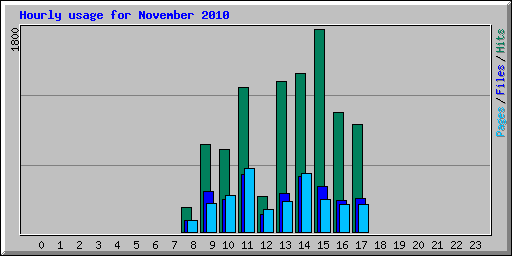 Hourly usage for November 2010
1800
Pages / Files / Hits
0 1 2 3 4 5 6 7 8 9 10 11 12 13 14 15 16 17 18 19 20 21 22 23